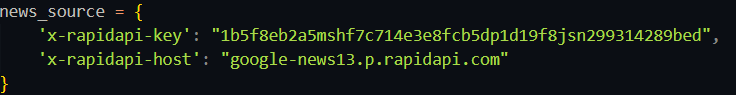 news_source = {
    'x-rapidapi-key': "1b5f8eb2a5mshf7c714e3e8fcb5dp1d19f8jsn299314289bed",
    'x-rapidapi-host': "google-news13.p.rapidapi.com"
}